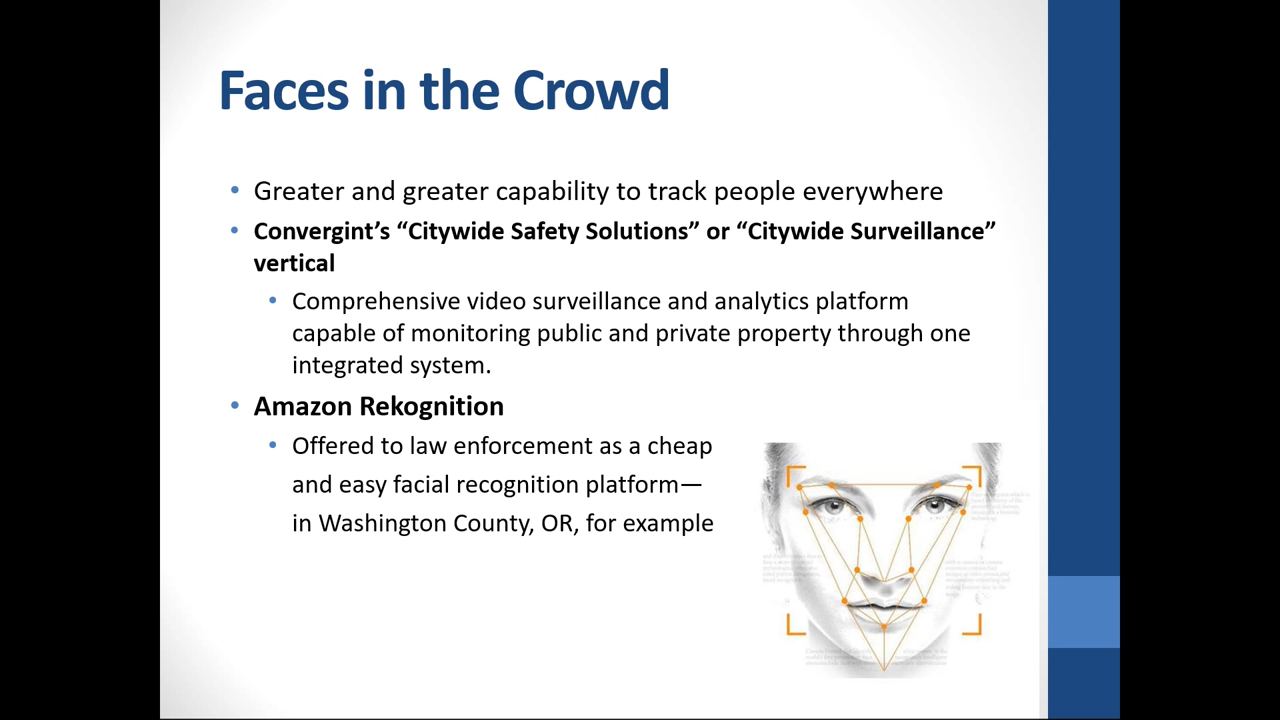 Faces in the Crowd
• Greater and greater capability to track people everywhere
• Convergint’s “Citywide Safety Solutions” or “Citywide Surveillance”
vertical
• Comprehensive video surveillance and analytics platform
capable of monitoring public and private property through one
integrated system.
• Amazon Rekognition
• Offered to law enforcement as a cheap
and easy facial recognition platform—
in Washington County, OR, for example